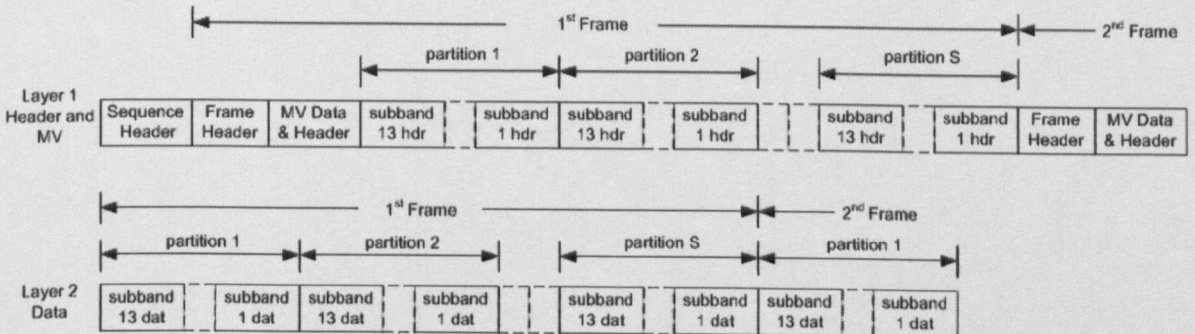 1st Frame
2nd Frame
partition 1
partition 2
partition S
Layer 1
Header and
MV
Sequence
Header
Frame
Header
MV Data
& Header
subband
13 hdr
subband
1 hdr
subband
13 hdr
subband
1 hdr
subband
13 hdr
subband
1 hdr
Frame
Header
MV Data
& Header
1st Frame
2nd Frame
partition 1
partition 2
partition S
partition 1
Layer 2
Data
subband
13 dat
subband
1 dat
subband
13 dat
subband
1 dat
subband
13 dat
subband
1 dat
subband
13 dat
subband
1 dat